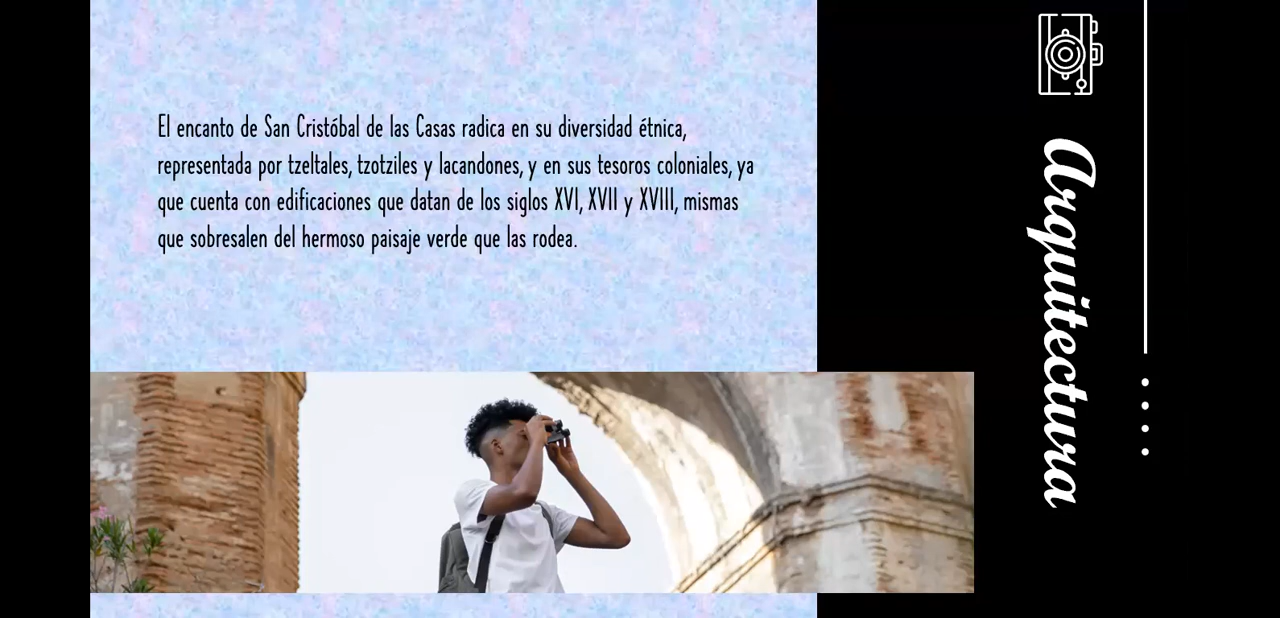 El encanto de San Cristóbal de las Casas radica en su diversidad étnica,
representada por tzeltales, tzotziles y lacandones, y en sus tesoros coloniales, ya
que cuenta con edificaciones que datan de los siglos XVI, XVII y XVIII, mismas
que sobresalen del hermoso paisaje verde que las rodea.
Arquitectura